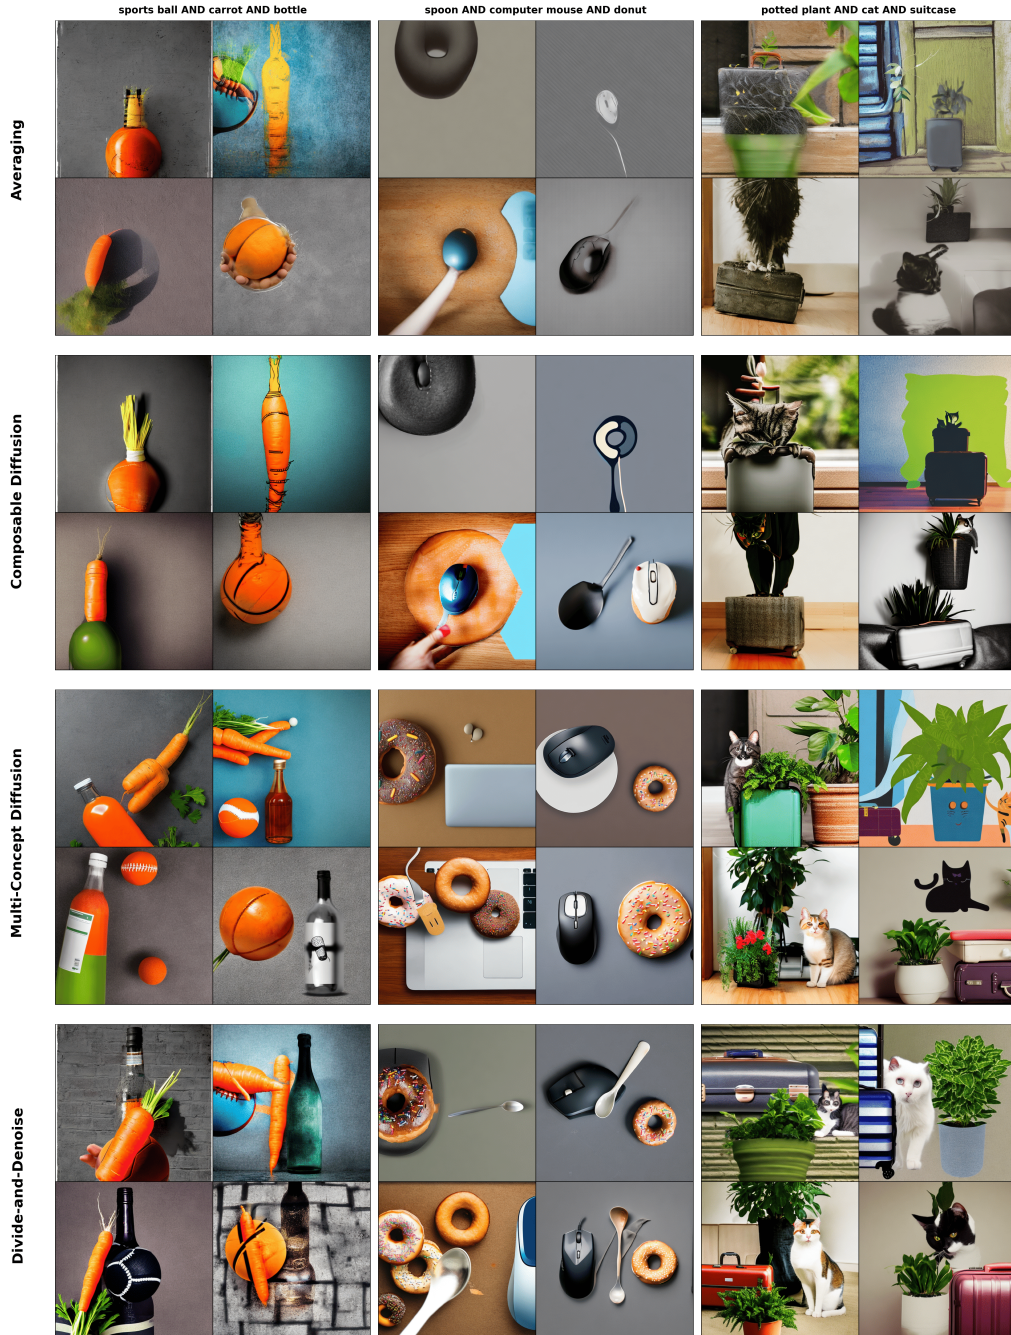 sports ball AND carrot AND bottle
spoon AND computer mouse AND donut
potted plant AND cat AND suitcase
Averaging
Composable Diffusion
Multi-Concept Diffusion
Divide-and-Denoise